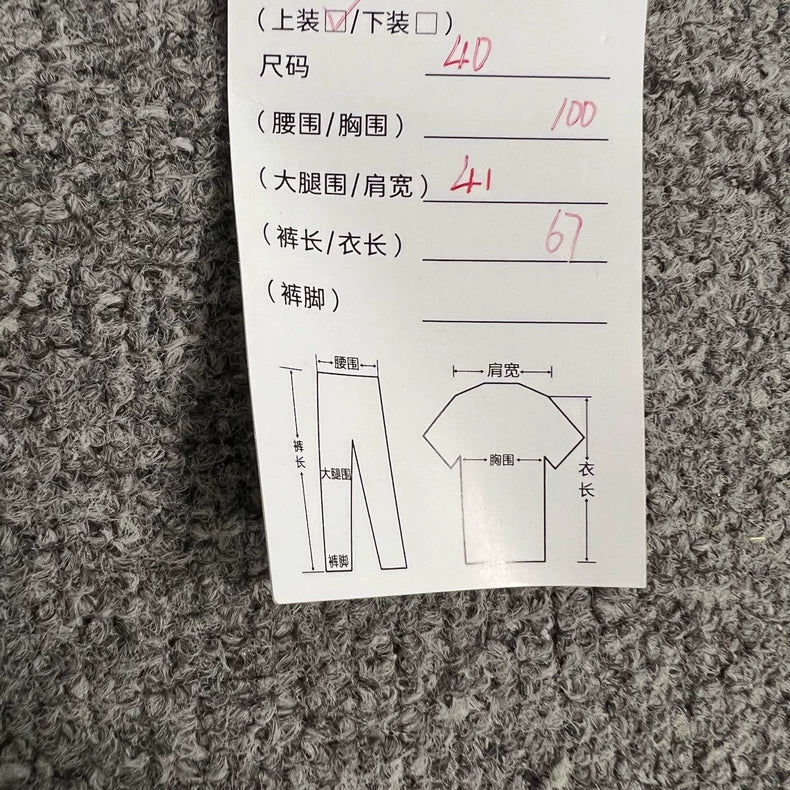 (上装☑/下装□)
尺码 40
(腰围/胸围) 100
(大腿围/肩宽) 41
(裤长/衣长) 67
(裤脚)
腰围
裤长
大腿围
裤脚
肩宽
胸围
衣长